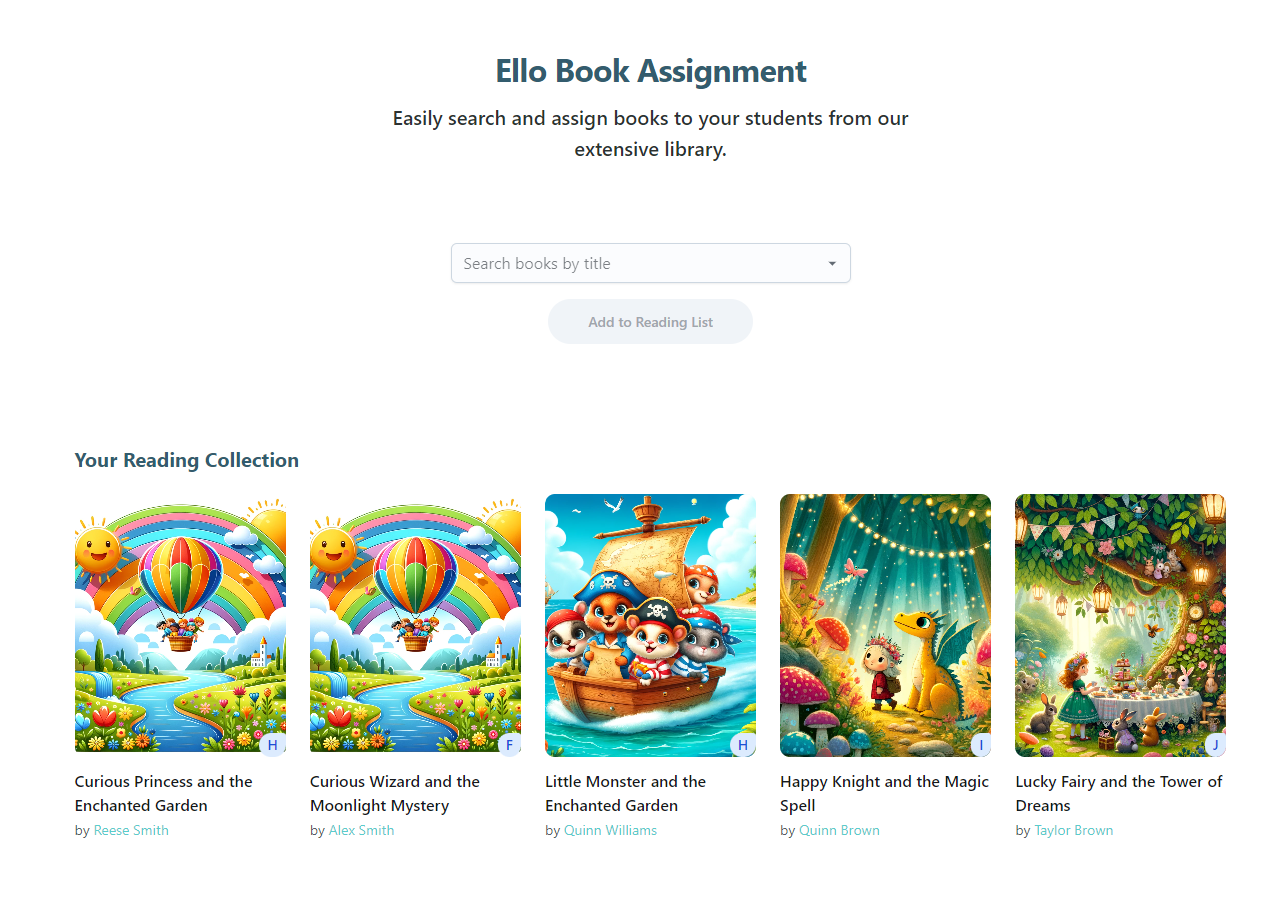 Ello Book Assignment
Easily search and assign books to your students from our
extensive library.
Search books by title
Add to Reading List
Your Reading Collection
H
Curious Princess and the
Enchanted Garden
by Reese Smith
F
Curious Wizard and the
Moonlight Mystery
by Alex Smith
H
Little Monster and the
Enchanted Garden
by Quinn Williams
I
Happy Knight and the Magic
Spell
by Quinn Brown
J
Lucky Fairy and the Tower of
Dreams
by Taylor Brown